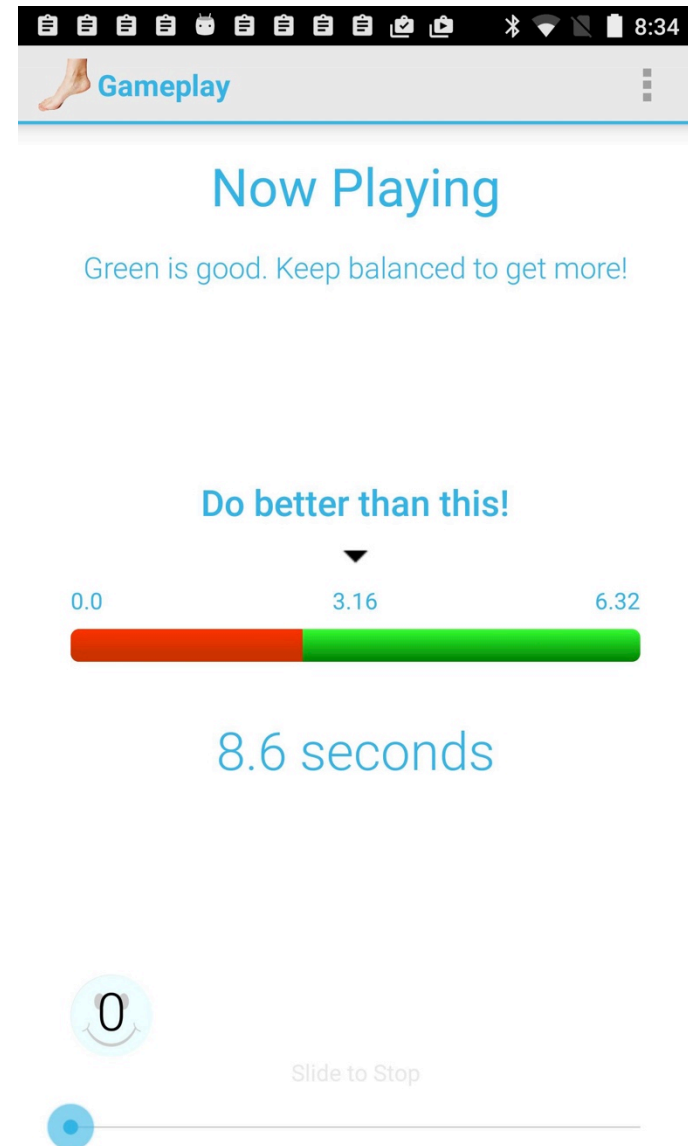 8:34
Gameplay
Now Playing
Green is good. Keep balanced to get more!
Do better than this!
0.0 3.16 6.32
8.6 seconds
0
Slide to Stop